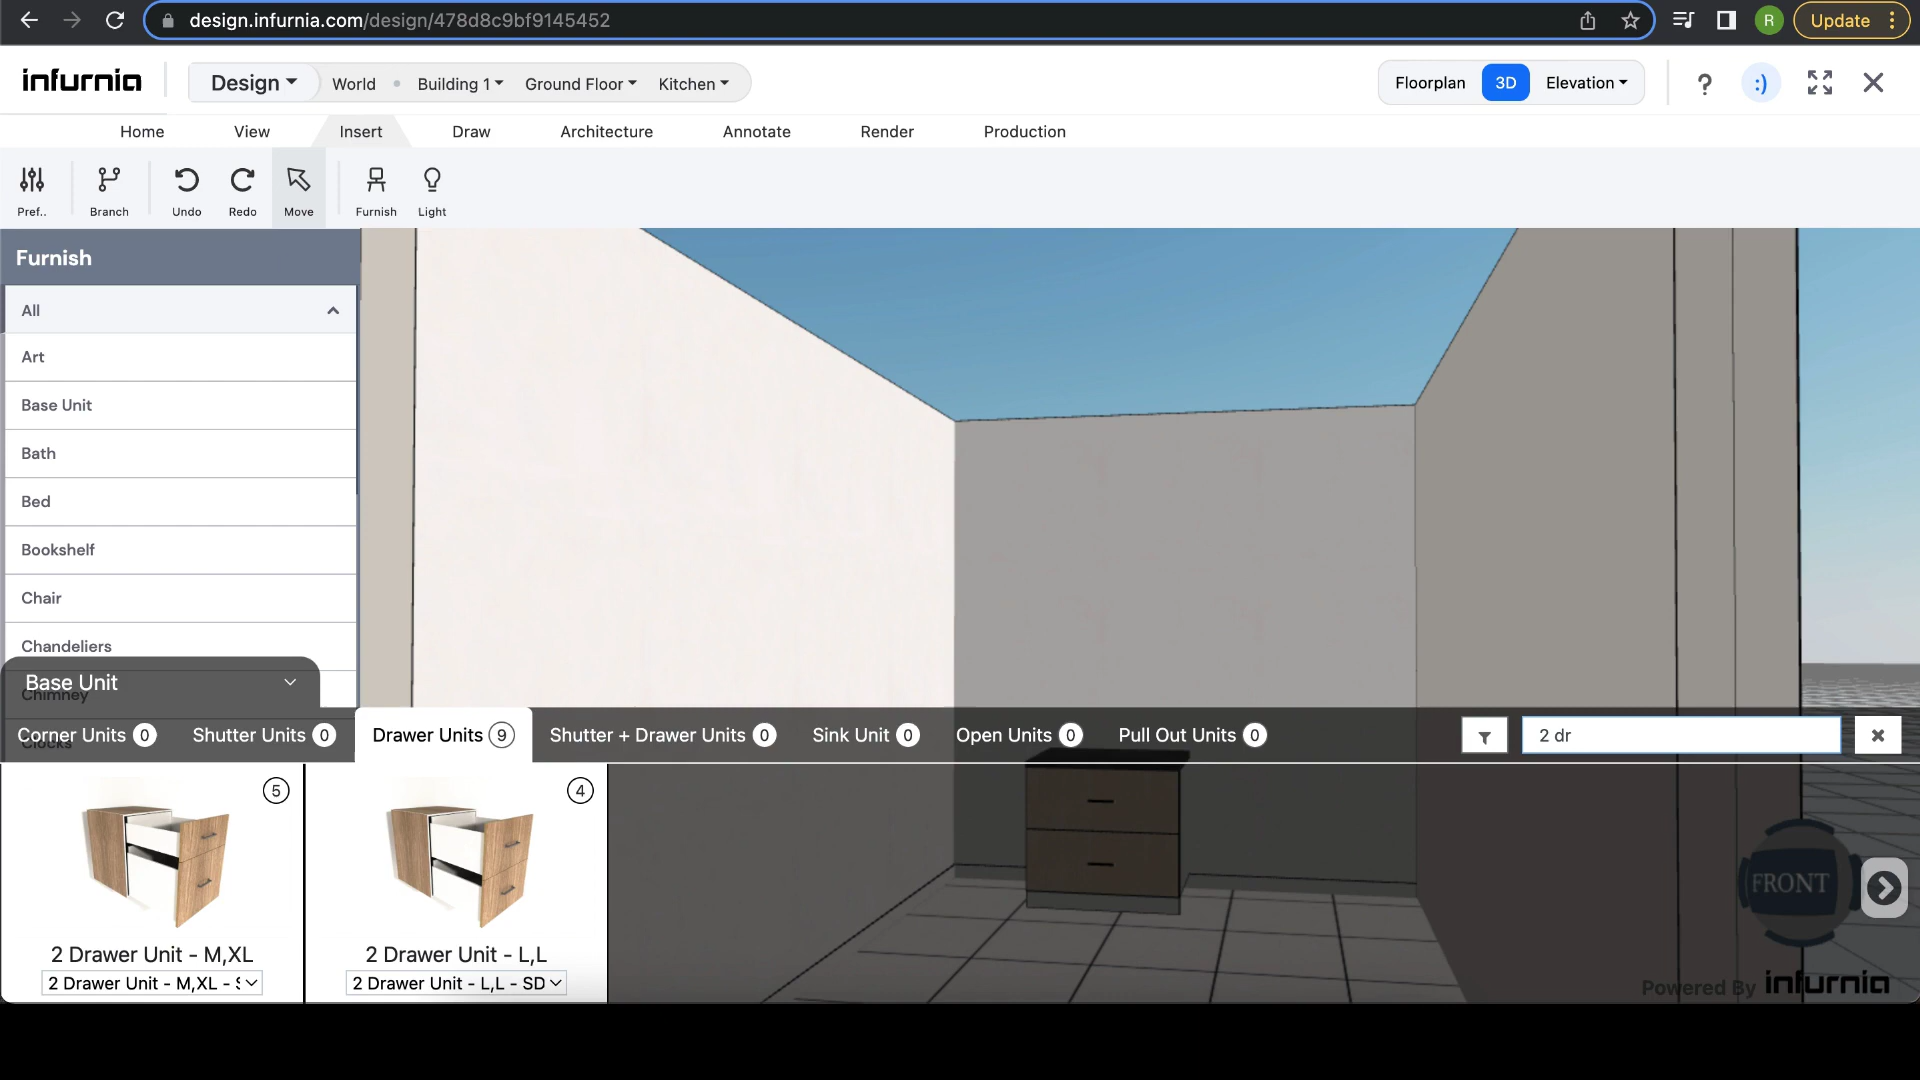 design.infurnia.com/design/478d8c9bf9145452
R
Update
infurnia
Design
World
Building 1
Ground Floor
Kitchen
Floorplan
3D
Elevation
?
:)
Home
View
Insert
Draw
Architecture
Annotate
Render
Production
Pref..
Branch
Undo
Redo
Move
Furnish
Light
Furnish
All
Art
Base Unit
Bath
Bed
Bookshelf
Chair
Chandeliers
Base Unit
Chimney
Corner Units 0
Shutter Units 0
Drawer Units 9
Shutter + Drawer Units 0
Sink Unit 0
Open Units 0
Pull Out Units 0
2 dr
Clocks
5
4
FRONT
2 Drawer Unit - M,XL
2 Drawer Unit - L,L
2 Drawer Unit - M,XL - S
2 Drawer Unit - L,L - SD
Powered By infurnia